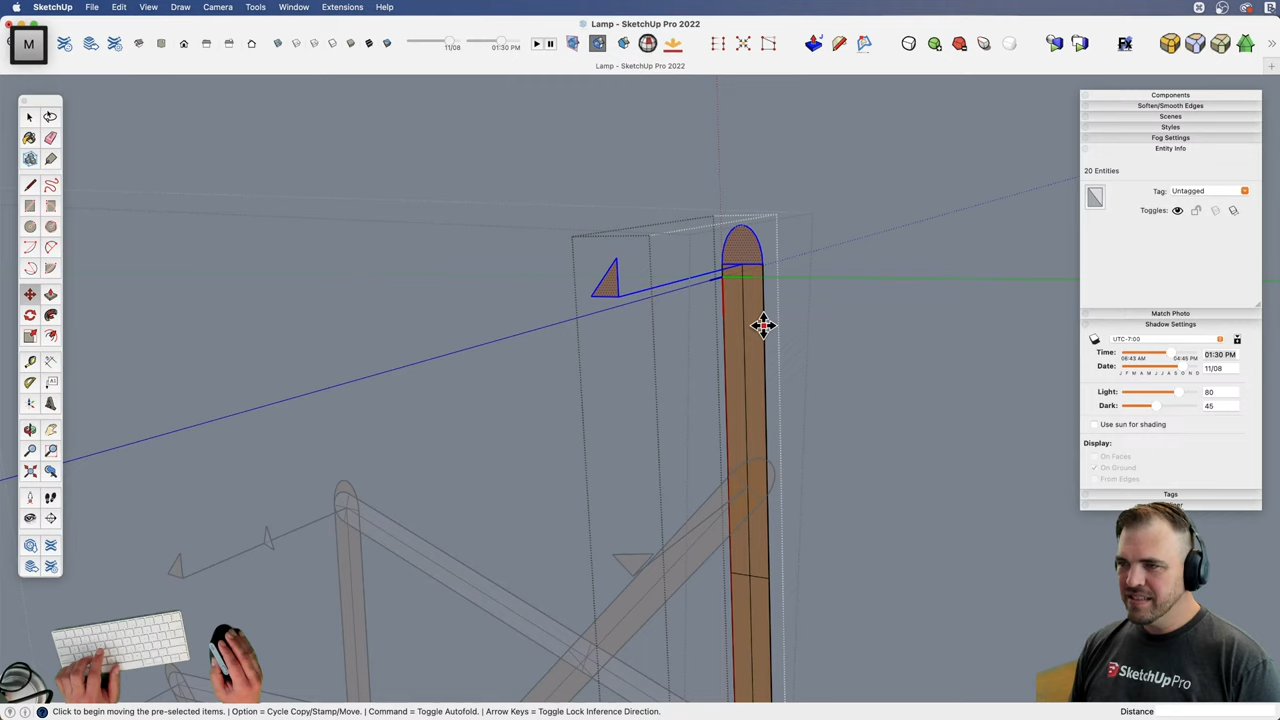 SketchUp File Edit View Camera Draw Tools Window Extensions Help
Lamp - SketchUp Pro 2022
M
11/08 01:30 PM
Lamp - SketchUp Pro 2022
Components
Soften/Smooth Edges
Scenes
Styles
Fog Settings
Entity Info
20 Entities
Tag: Untagged
Toggles:
Match Photo
Shadow Settings
UTC-7:00
Time: 01:30 PM
06:43 AM 04:45 PM
Date: 11/08
J F M A M J J A S O N D
Light: 80
Dark: 45
Use sun for shading
Display:
On Faces
On Ground
From Edges
Tags
SketchUp Pro
Click to begin moving the pre-selected items. | Option = Cycle Copy/Stamp/Move. | Command = Toggle Autofold. | Arrow Keys = Toggle Lock Inference Direction. Distance